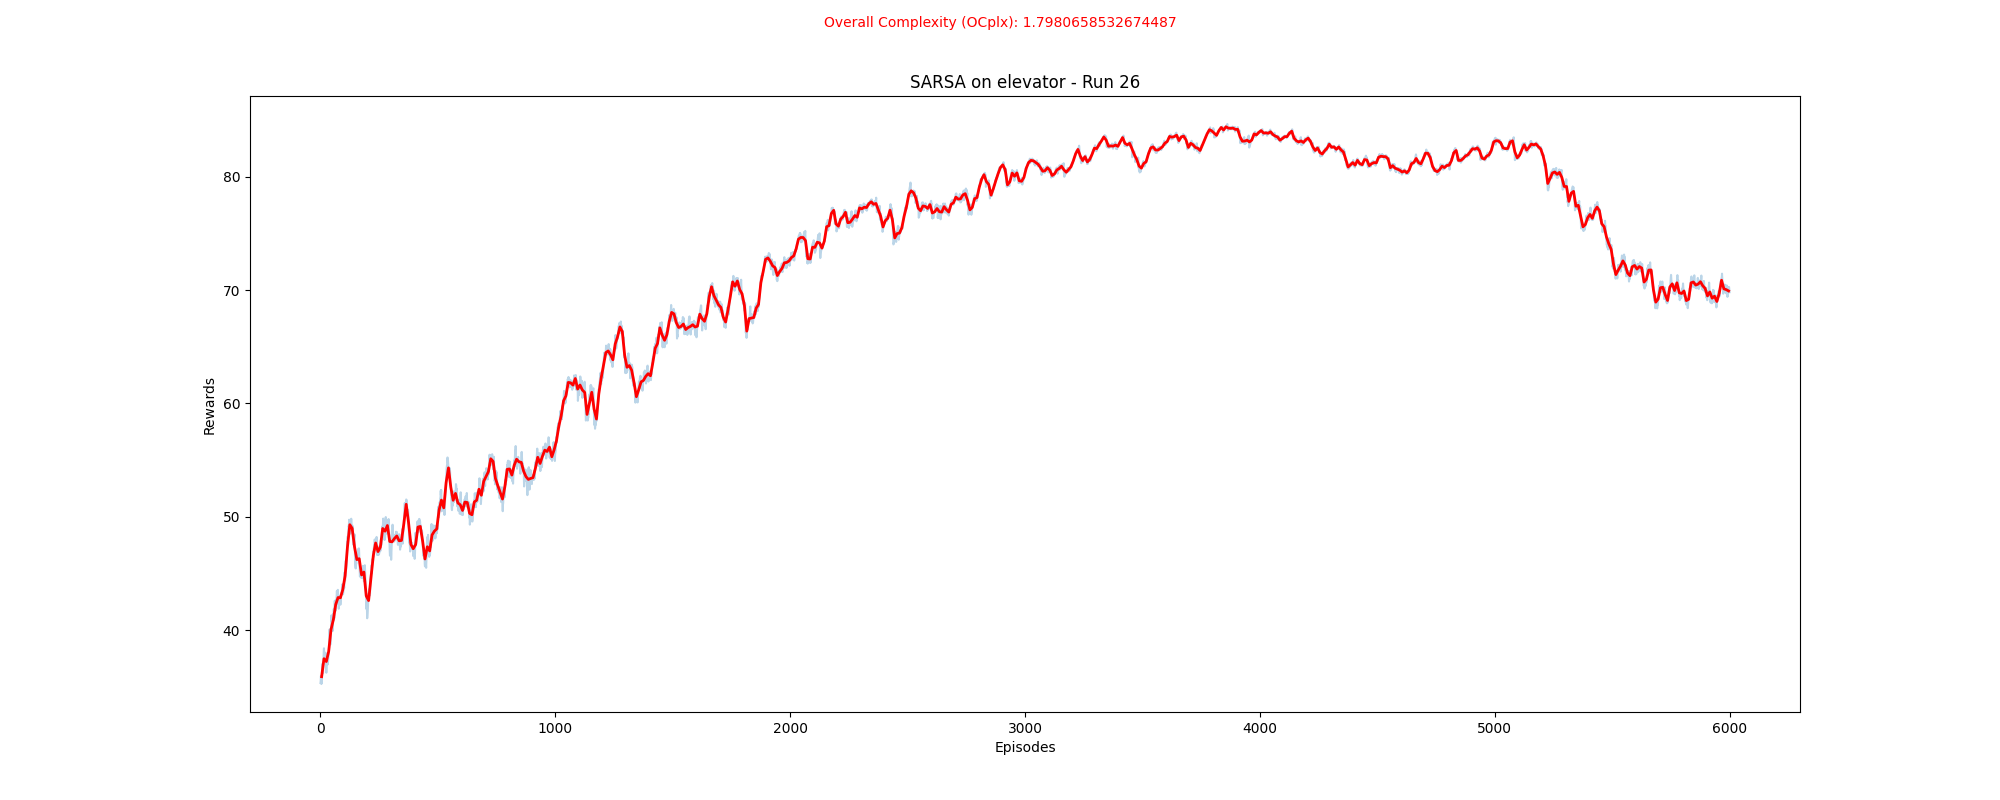 Overall Complexity (OCplx): 1.7980658532674487
SARSA on elevator - Run 26
Rewards
80
70
60
50
40
0 1000 2000 3000 4000 5000 6000
Episodes